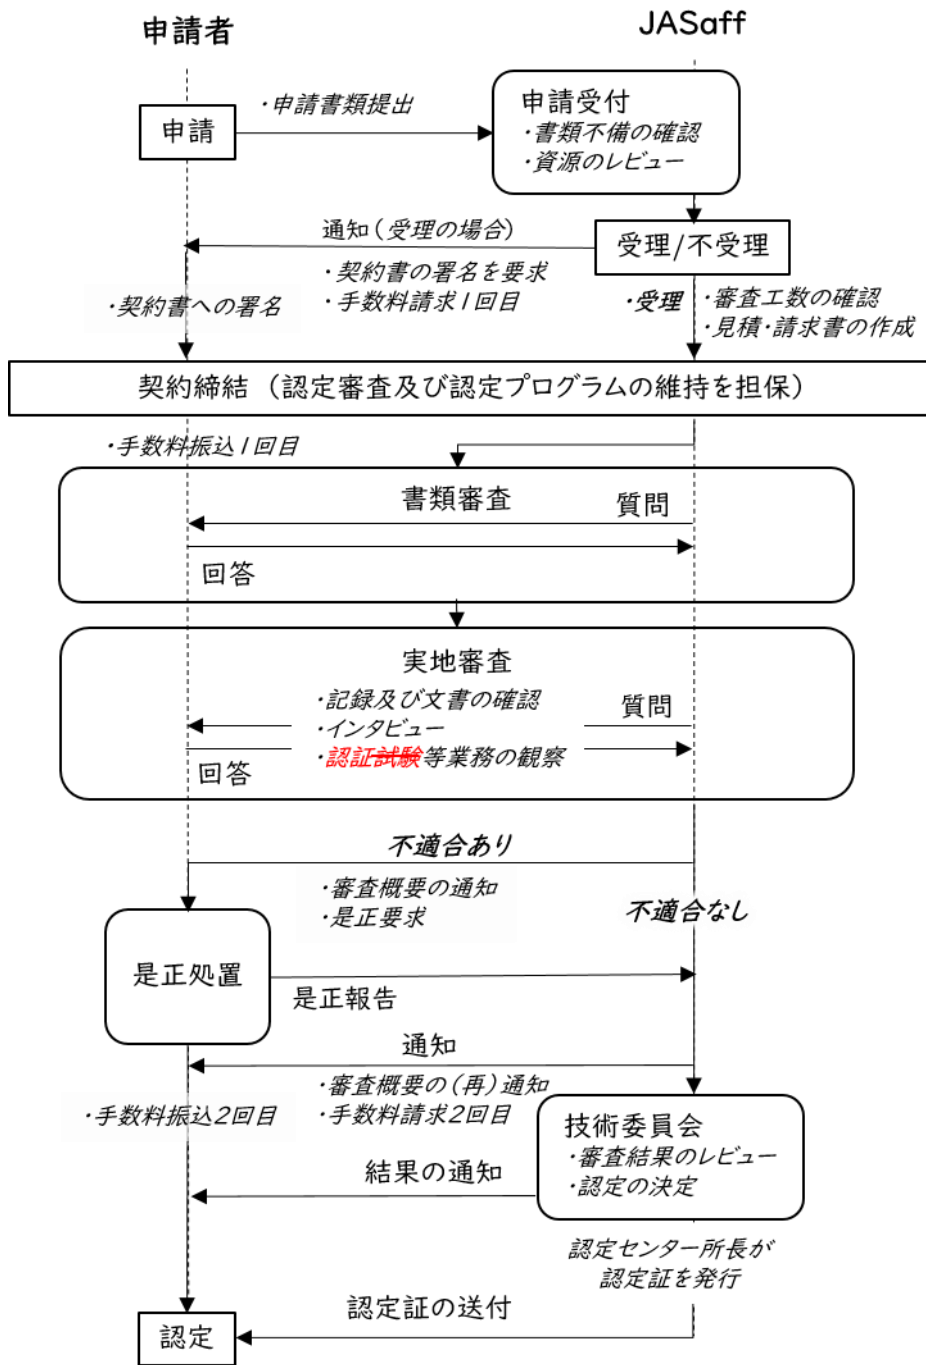 申請者
JASaff
申請
・申請書類提出
申請受付
・書類不備の確認
・資源のレビュー
通知(受理の場合)
受理/不受理
・契約書の署名を要求
・手数料請求1回目
・契約書への署名
・受理
・審査工数の確認
・見積・請求書の作成
契約締結 (認定審査及び認定プログラムの維持を担保)
・手数料振込1回目
書類審査
質問
回答
実地審査
・記録及び文書の確認
質問
・インタビュー
・認証試験等業務の観察
回答
不適合あり
・審査概要の通知
・是正要求
不適合なし
是正処置
是正報告
通知
・審査概要の(再)通知
・手数料請求2回目
・手数料振込2回目
技術委員会
・審査結果のレビュー
・認定の決定
結果の通知
認定センター所長が
認定証を発行
認定証の送付
認定